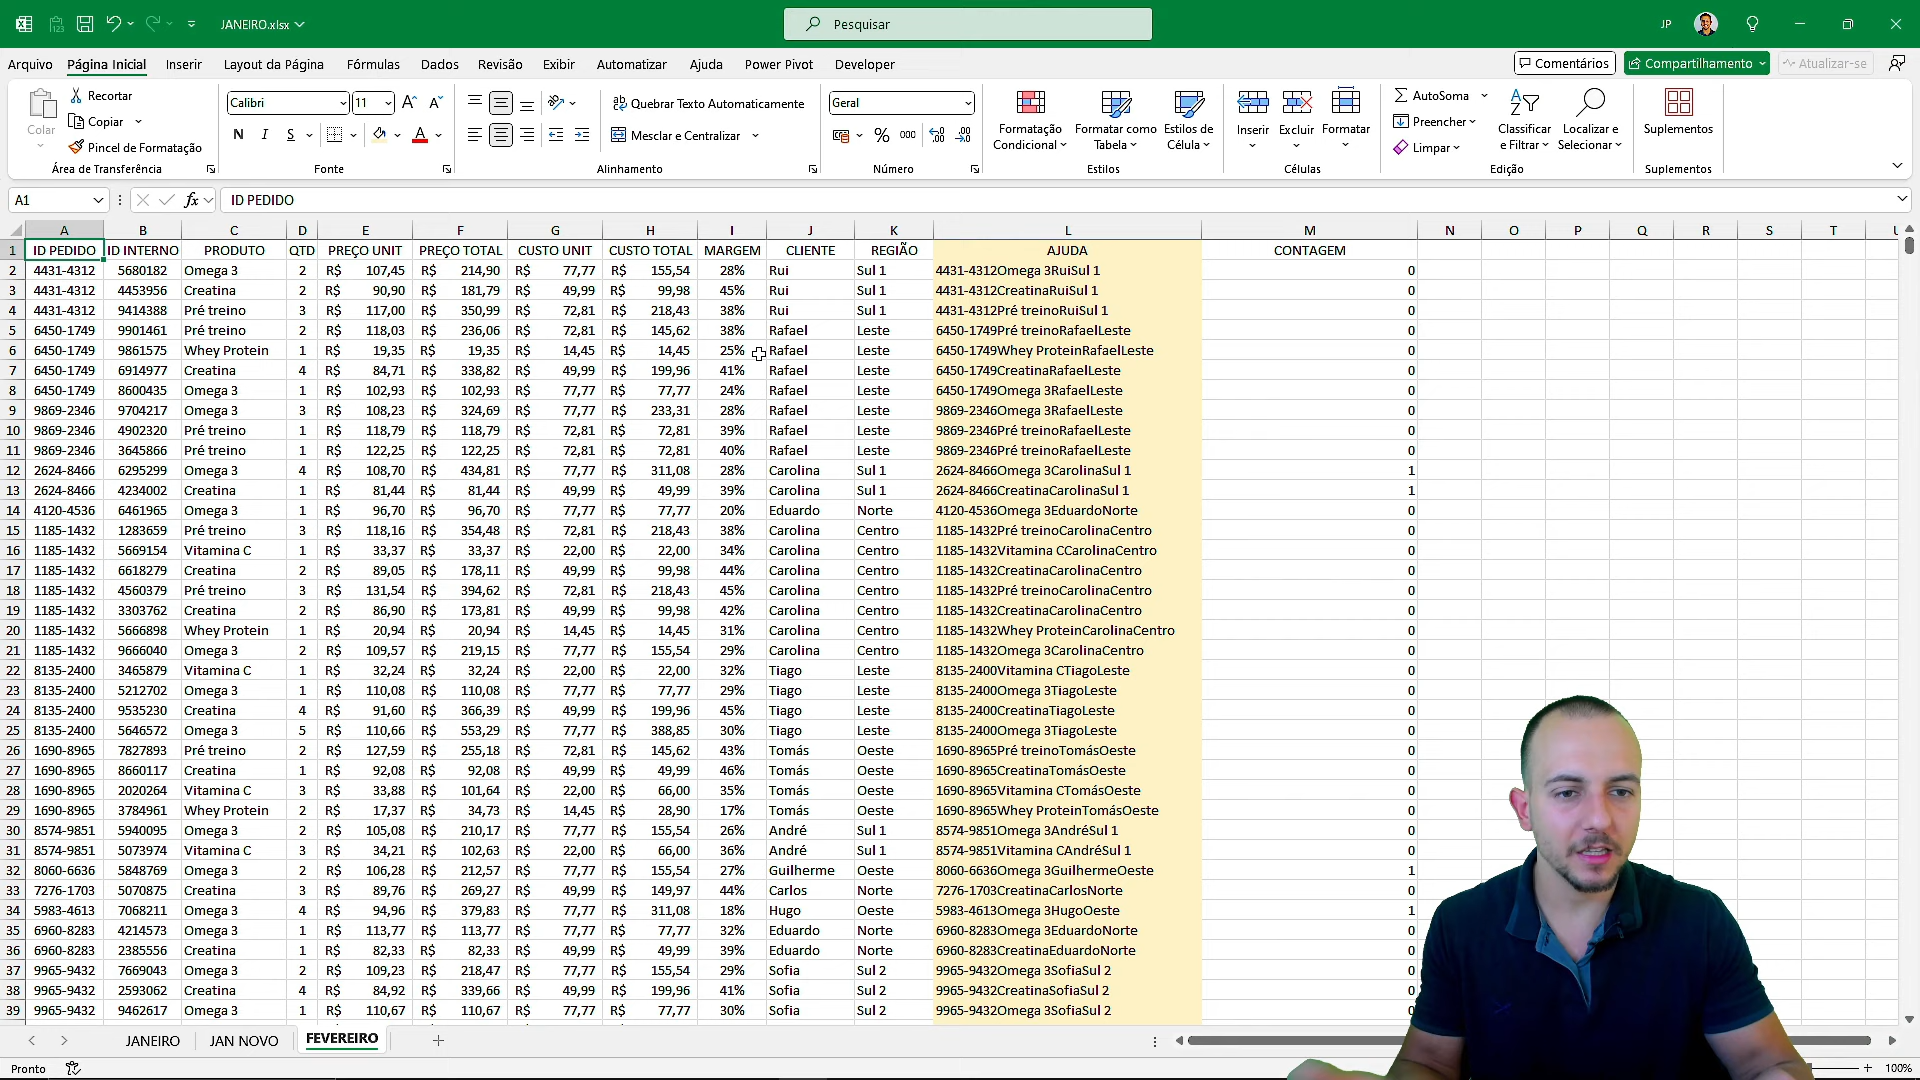 JANEIRO.xlsx
Pesquisar
JP
Arquivo Página Inicial Inserir Layout da Página Fórmulas Dados Revisão Exibir Automatizar Ajuda Power Pivot Developer Comentários Compartilhamento Atualizar-se
Colar
Recortar
Copiar
Pincel de Formatação
Área de Transferência
Calibri 11
N I S
Fonte
Quebrar Texto Automaticamente
Mesclar e Centralizar
Alinhamento
Geral
% 000
Número
Formatação Condicional
Formatar como Tabela
Estilos de Célula
Estilos
Inserir Excluir Formatar
Células
AutoSoma
Preencher
Limpar
Classificar e Filtrar
Localizar e Selecionar
Edição
Suplementos
Suplementos
A1 fx ID PEDIDO
A B C D E F G H I J K L M N O P Q R S T
1 ID PEDIDO ID INTERNO PRODUTO QTD PREÇO UNIT PREÇO TOTAL CUSTO UNIT CUSTO TOTAL MARGEM CLIENTE REGIÃO AJUDA CONTAGEM
2 4431-4312 5680182 Omega 3 2 R$ 107,45 R$ 214,90 R$ 77,77 R$ 155,54 28% Rui Sul 1 4431-4312Omega 3RuiSul 1 0
3 4431-4312 4453956 Creatina 2 R$ 90,90 R$ 181,79 R$ 49,99 R$ 99,98 45% Rui Sul 1 4431-4312CreatinaRuiSul 1 0
4 4431-4312 9414388 Pré treino 3 R$ 117,00 R$ 350,99 R$ 72,81 R$ 218,43 38% Rui Sul 1 4431-4312Pré treinoRuiSul 1 0
5 6450-1749 9901461 Pré treino 2 R$ 118,03 R$ 236,06 R$ 72,81 R$ 145,62 38% Rafael Leste 6450-1749Pré treinoRafaelLeste 0
6 6450-1749 9861575 Whey Protein 1 R$ 19,35 R$ 19,35 R$ 14,45 R$ 14,45 25% Rafael Leste 6450-1749Whey ProteinRafaelLeste 0
7 6450-1749 6914977 Creatina 4 R$ 84,71 R$ 338,82 R$ 49,99 R$ 199,96 41% Rafael Leste 6450-1749CreatinaRafaelLeste 0
8 6450-1749 8600435 Omega 3 1 R$ 102,93 R$ 102,93 R$ 77,77 R$ 77,77 24% Rafael Leste 6450-1749Omega 3RafaelLeste 0
9 9869-2346 9704217 Omega 3 3 R$ 108,23 R$ 324,69 R$ 77,77 R$ 233,31 28% Rafael Leste 9869-2346Omega 3RafaelLeste 0
10 9869-2346 4902320 Pré treino 1 R$ 118,79 R$ 118,79 R$ 72,81 R$ 72,81 39% Rafael Leste 9869-2346Pré treinoRafaelLeste 0
11 9869-2346 3645866 Pré treino 1 R$ 122,25 R$ 122,25 R$ 72,81 R$ 72,81 40% Rafael Leste 9869-2346Pré treinoRafaelLeste 0
12 2624-8466 6295299 Omega 3 4 R$ 108,70 R$ 434,81 R$ 77,77 R$ 311,08 28% Carolina Sul 1 2624-8466Omega 3CarolinaSul 1 1
13 2624-8466 4234002 Creatina 1 R$ 81,44 R$ 81,44 R$ 49,99 R$ 49,99 39% Carolina Sul 1 2624-8466CreatinaCarolinaSul 1 1
14 4120-4536 6461965 Omega 3 1 R$ 96,70 R$ 96,70 R$ 77,77 R$ 77,77 20% Eduardo Norte 4120-4536Omega 3EduardoNorte 0
15 1185-1432 1283659 Pré treino 3 R$ 118,16 R$ 354,48 R$ 72,81 R$ 218,43 38% Carolina Centro 1185-1432Pré treinoCarolinaCentro 0
16 1185-1432 5669154 Vitamina C 1 R$ 33,37 R$ 33,37 R$ 22,00 R$ 22,00 34% Carolina Centro 1185-1432Vitamina CCarolinaCentro 0
17 1185-1432 6618279 Creatina 2 R$ 89,05 R$ 178,11 R$ 49,99 R$ 99,98 44% Carolina Centro 1185-1432CreatinaCarolinaCentro 0
18 1185-1432 4560379 Pré treino 3 R$ 131,54 R$ 394,62 R$ 72,81 R$ 218,43 45% Carolina Centro 1185-1432Pré treinoCarolinaCentro 0
19 1185-1432 3303762 Creatina 2 R$ 86,90 R$ 173,81 R$ 49,99 R$ 99,98 42% Carolina Centro 1185-1432CreatinaCarolinaCentro 0
20 1185-1432 5666898 Whey Protein 1 R$ 20,94 R$ 20,94 R$ 14,45 R$ 14,45 31% Carolina Centro 1185-1432Whey ProteinCarolinaCentro 0
21 1185-1432 9666040 Omega 3 2 R$ 109,57 R$ 219,15 R$ 77,77 R$ 155,54 29% Carolina Centro 1185-1432Omega 3CarolinaCentro 0
22 8135-2400 3465879 Vitamina C 1 R$ 32,24 R$ 32,24 R$ 22,00 R$ 22,00 32% Tiago Leste 8135-2400Vitamina CTiagoLeste 0
23 8135-2400 5212702 Omega 3 1 R$ 110,08 R$ 110,08 R$ 77,77 R$ 77,77 29% Tiago Leste 8135-2400Omega 3TiagoLeste 0
24 8135-2400 9535230 Creatina 4 R$ 91,60 R$ 366,39 R$ 49,99 R$ 199,96 45% Tiago Leste 8135-2400CreatinaTiagoLeste 0
25 8135-2400 5646572 Omega 3 5 R$ 110,66 R$ 553,29 R$ 77,77 R$ 388,85 30% Tiago Leste 8135-2400Omega 3TiagoLeste 0
26 1690-8965 7827893 Pré treino 2 R$ 127,59 R$ 255,18 R$ 72,81 R$ 145,62 43% Tomás Oeste 1690-8965Pré treinoTomásOeste 0
27 1690-8965 8660117 Creatina 1 R$ 92,08 R$ 92,08 R$ 49,99 R$ 49,99 46% Tomás Oeste 1690-8965CreatinaTomásOeste 0
28 1690-8965 2020264 Vitamina C 3 R$ 33,88 R$ 101,64 R$ 22,00 R$ 66,00 35% Tomás Oeste 1690-8965Vitamina CTomásOeste 0
29 1690-8965 3784961 Whey Protein 2 R$ 17,37 R$ 34,73 R$ 14,45 R$ 28,90 17% Tomás Oeste 1690-8965Whey ProteinTomásOeste 0
30 8574-9851 5940095 Omega 3 2 R$ 105,08 R$ 210,17 R$ 77,77 R$ 155,54 26% André Sul 1 8574-9851Omega 3AndréSul 1 0
31 8574-9851 5073974 Vitamina C 3 R$ 34,21 R$ 102,63 R$ 22,00 R$ 66,00 36% André Sul 1 8574-9851Vitamina CAndréSul 1 0
32 8060-6636 5848769 Omega 3 2 R$ 106,28 R$ 212,57 R$ 77,77 R$ 155,54 27% Guilherme Oeste 8060-6636Omega 3GuilhermeOeste 1
33 7276-1703 5070875 Creatina 3 R$ 89,76 R$ 269,27 R$ 49,99 R$ 149,97 44% Carlos Norte 7276-1703CreatinaCarlosNorte 0
34 5983-4613 7068211 Omega 3 4 R$ 94,96 R$ 379,83 R$ 77,77 R$ 311,08 18% Hugo Oeste 5983-4613Omega 3HugoOeste 1
35 6960-8283 4214573 Omega 3 1 R$ 113,77 R$ 113,77 R$ 77,77 R$ 77,77 32% Eduardo Norte 6960-8283Omega 3EduardoNorte 0
36 6960-8283 2385556 Creatina 1 R$ 82,33 R$ 82,33 R$ 49,99 R$ 49,99 39% Eduardo Norte 6960-8283CreatinaEduardoNorte 0
37 9965-9432 7669043 Omega 3 2 R$ 109,23 R$ 218,47 R$ 77,77 R$ 155,54 29% Sofia Sul 2 9965-9432Omega 3SofiaSul 2 0
38 9965-9432 2593062 Creatina 4 R$ 84,92 R$ 339,66 R$ 49,99 R$ 199,96 41% Sofia Sul 2 9965-9432CreatinaSofiaSul 2 0
39 9965-9432 9462617 Omega 3 1 R$ 110,67 R$ 110,67 R$ 77,77 R$ 77,77 30% Sofia Sul 2 9965-9432Omega 3SofiaSul 2 0
JANEIRO JAN NOVO FEVEREIRO
Pronto 100%